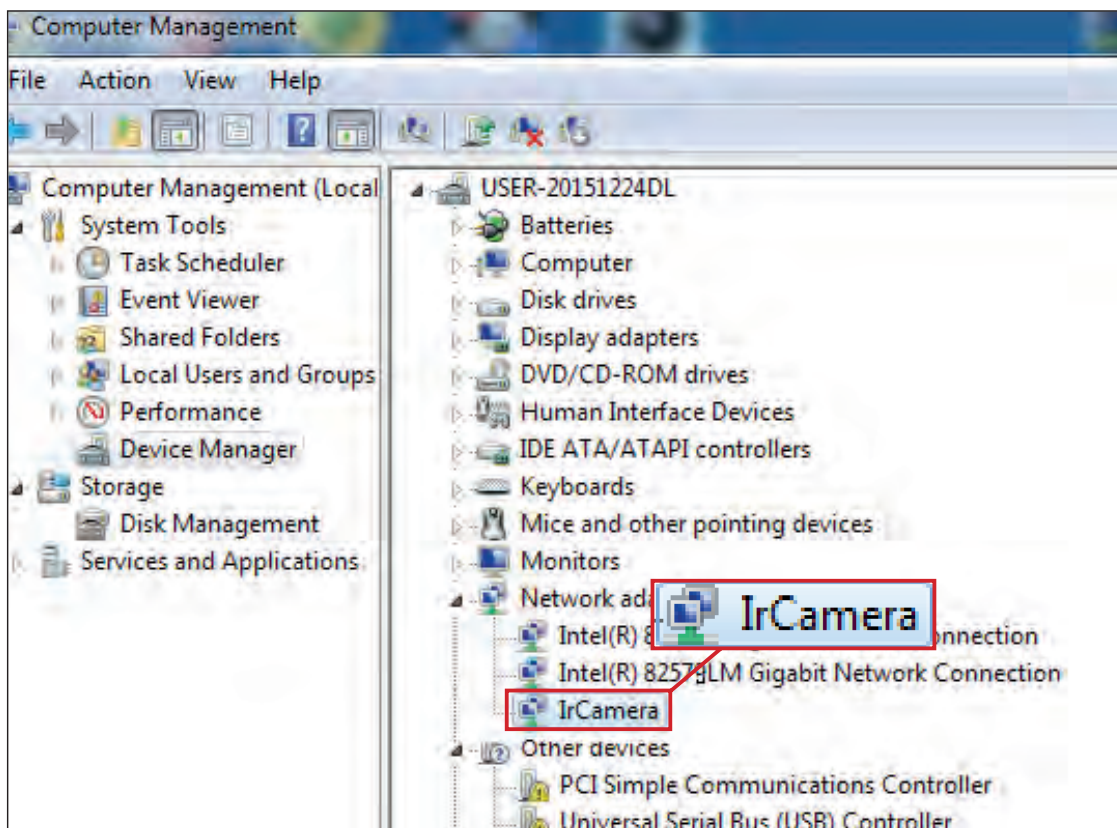 Computer Management
File Action View Help
Computer Management (Local
System Tools
Task Scheduler
Event Viewer
Shared Folders
Local Users and Groups
Performance
Device Manager
Storage
Disk Management
Services and Applications
USER-20151224DL
Batteries
Computer
Disk drives
Display adapters
DVD/CD-ROM drives
Human Interface Devices
IDE ATA/ATAPI controllers
Keyboards
Mice and other pointing devices
Monitors
Network ada
IrCamera
Intel(R) 8 onnection
Intel(R) 82579LM Gigabit Network Connection
IrCamera
Other devices
PCI Simple Communications Controller
Universal Serial Bus (USB) Controller